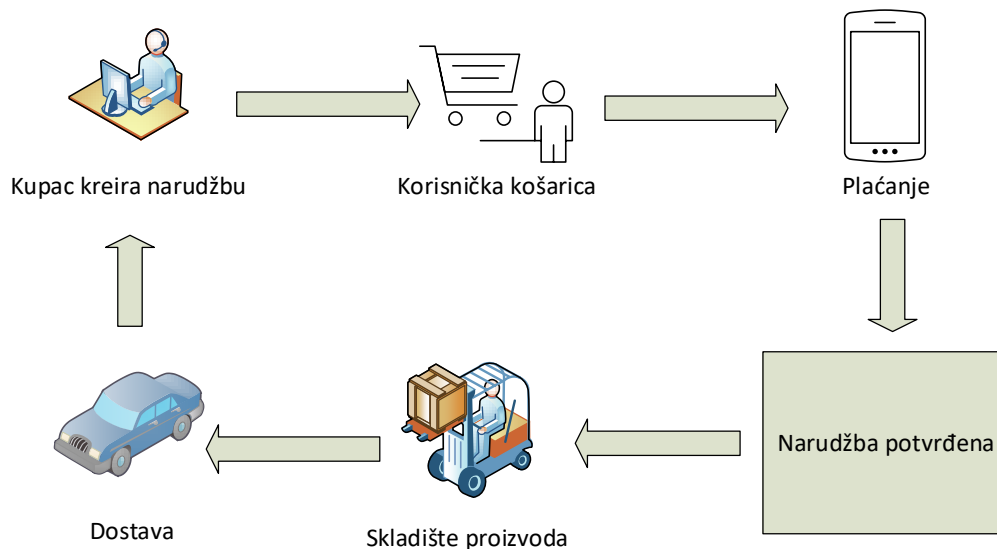 Kupac kreira narudžbu
Korisnička košarica
Plaćanje
Narudžba potvrđena
Skladište proizvoda
Dostava